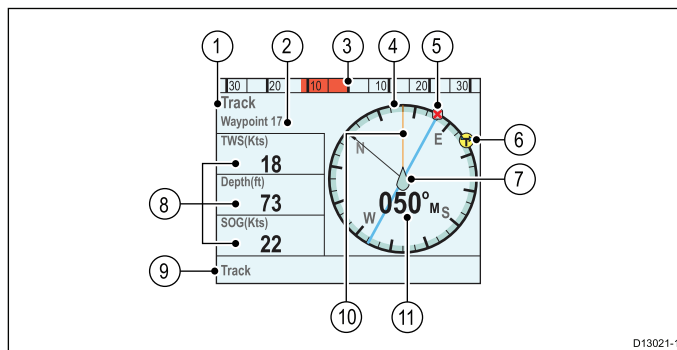 1 2 3 4 5
30 20 10 10 20 30
Track
Waypoint 17
6
TWS(Kts)
N E
18
7
Depth(ft)
8
73
050°M
W S
SOG(Kts)
22
9
Track
10 11
D13021-1